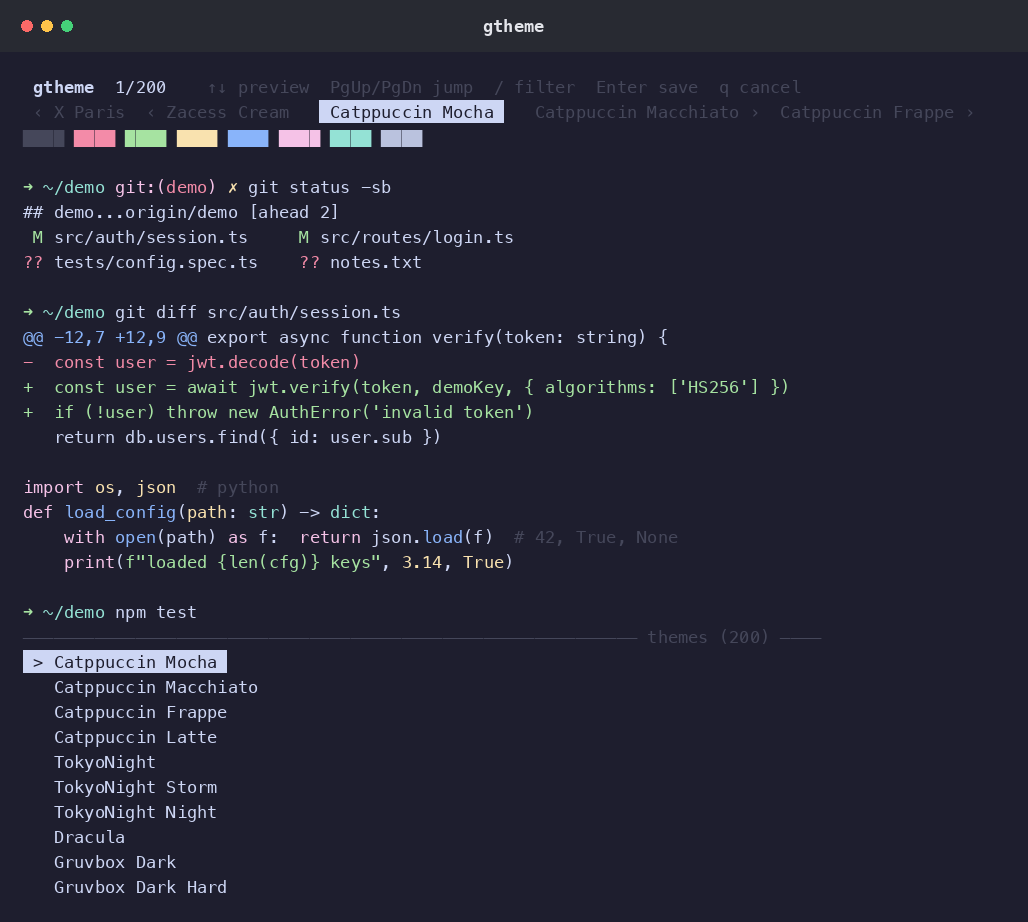 gtheme
gtheme  1/200    ↑↓ preview  PgUp/PgDn jump  / filter  Enter save  q cancel
‹ X Paris  ‹ Zacess Cream   Catppuccin Mocha   Catppuccin Macchiato ›  Catppuccin Frappe ›
➜ ~/demo git:(demo) ✗ git status -sb
## demo...origin/demo [ahead 2]
 M src/auth/session.ts     M src/routes/login.ts
?? tests/config.spec.ts    ?? notes.txt
➜ ~/demo git diff src/auth/session.ts
@@ -12,7 +12,9 @@ export async function verify(token: string) {
-  const user = jwt.decode(token)
+  const user = await jwt.verify(token, demoKey, { algorithms: ['HS256'] })
+  if (!user) throw new AuthError('invalid token')
   return db.users.find({ id: user.sub })
import os, json  # python
def load_config(path: str) -> dict:
    with open(path) as f:  return json.load(f)  # 42, True, None
    print(f"loaded {len(cfg)} keys", 3.14, True)
➜ ~/demo npm test
themes (200)
> Catppuccin Mocha
  Catppuccin Macchiato
  Catppuccin Frappe
  Catppuccin Latte
  TokyoNight
  TokyoNight Storm
  TokyoNight Night
  Dracula
  Gruvbox Dark
  Gruvbox Dark Hard